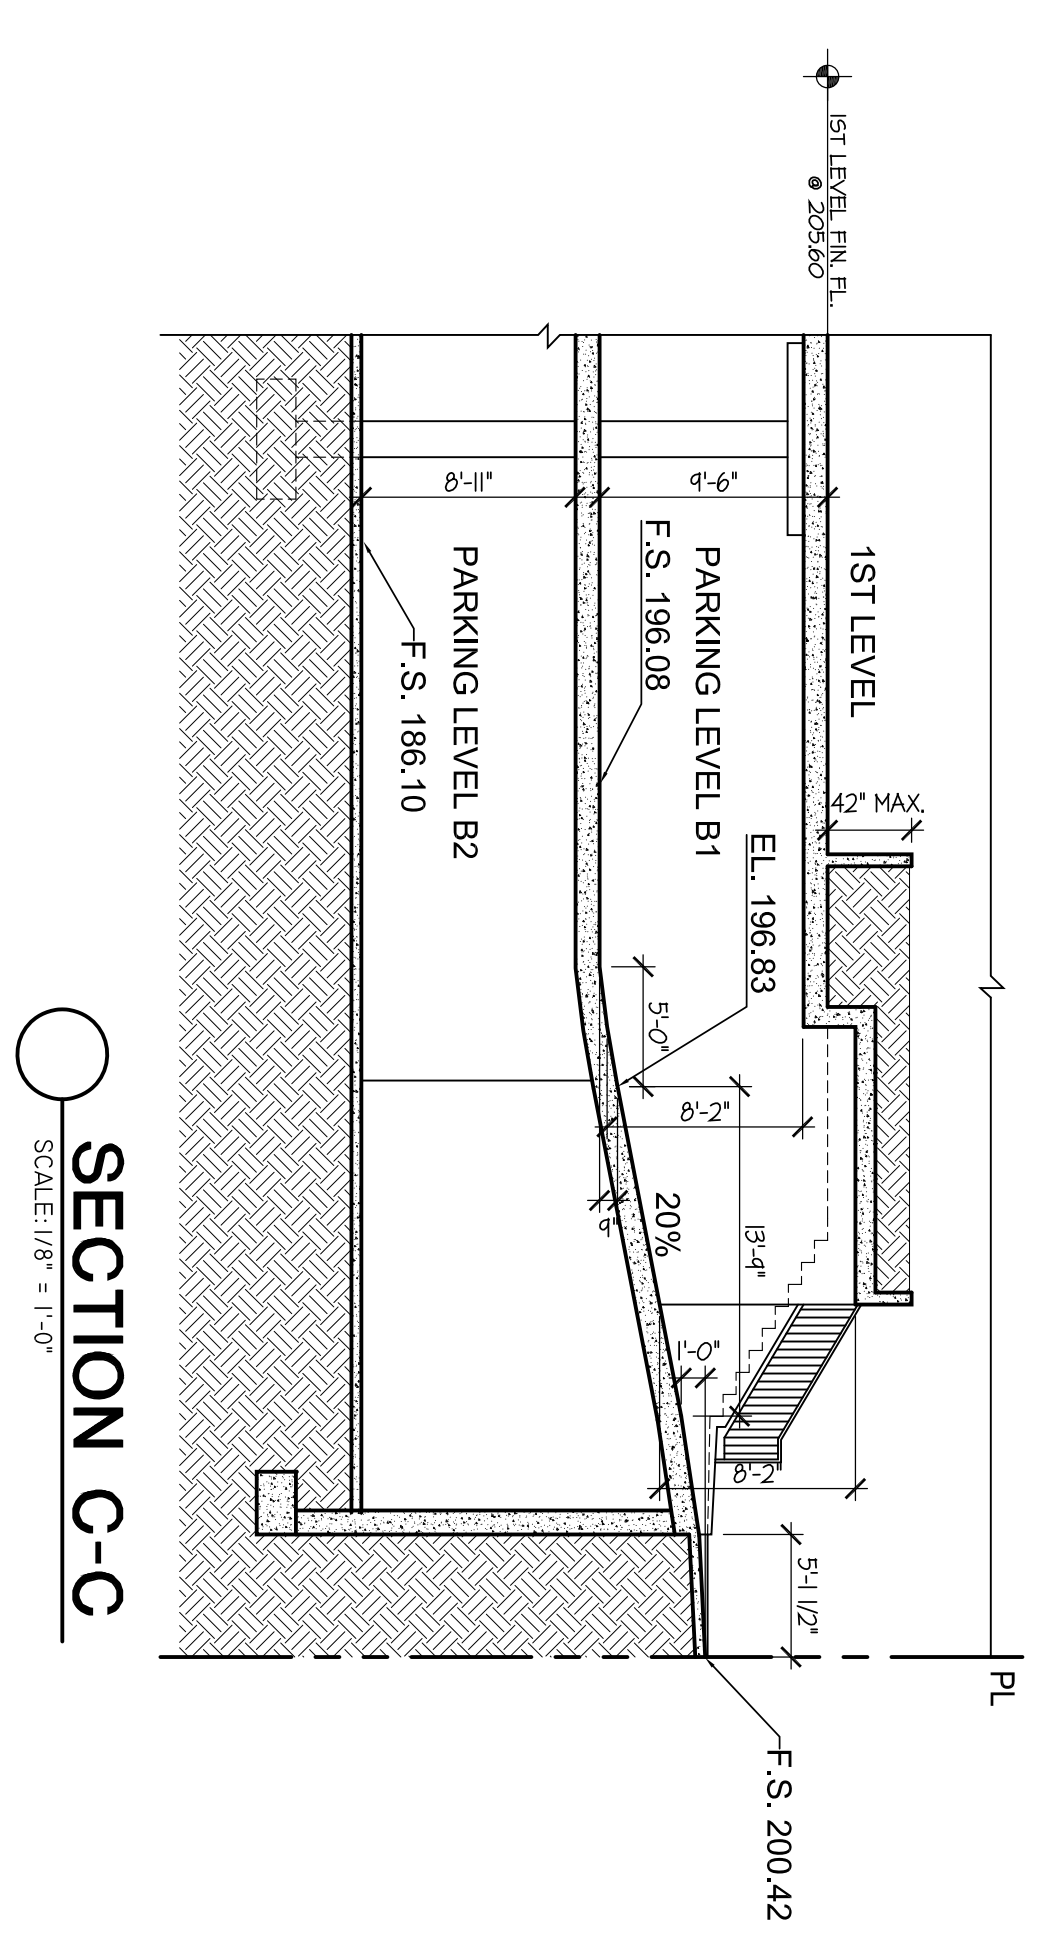 PL
1ST LEVEL FIN. FL.
@ 205.60
1ST LEVEL
42" MAX.
9'-6"
PARKING LEVEL B1
EL. 196.83
F.S. 196.08
5'-0"
8'-2"
13'-9"
9"
20%
1'-0"
8'-2"
5'-1 1/2"
F.S. 200.42
8'-11"
PARKING LEVEL B2
F.S. 186.10
SECTION C-C
SCALE: 1/8" = 1'-0"